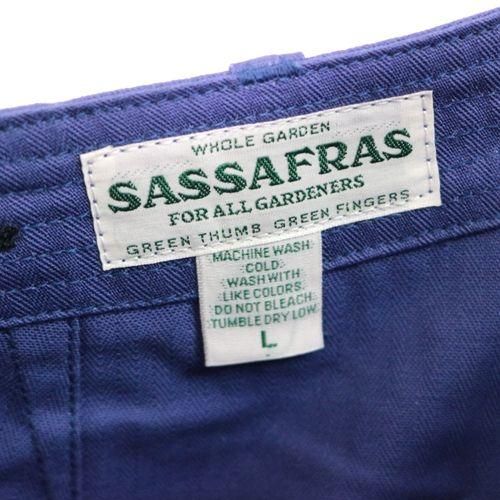 WHOLE GARDEN
SASSAFRAS
FOR ALL GARDENERS
GREEN THUMB GREEN FINGERS
MACHINE WASH
COLD.
WASH WITH
LIKE COLORS.
DO NOT BLEACH
TUMBLE DRY LOW
L